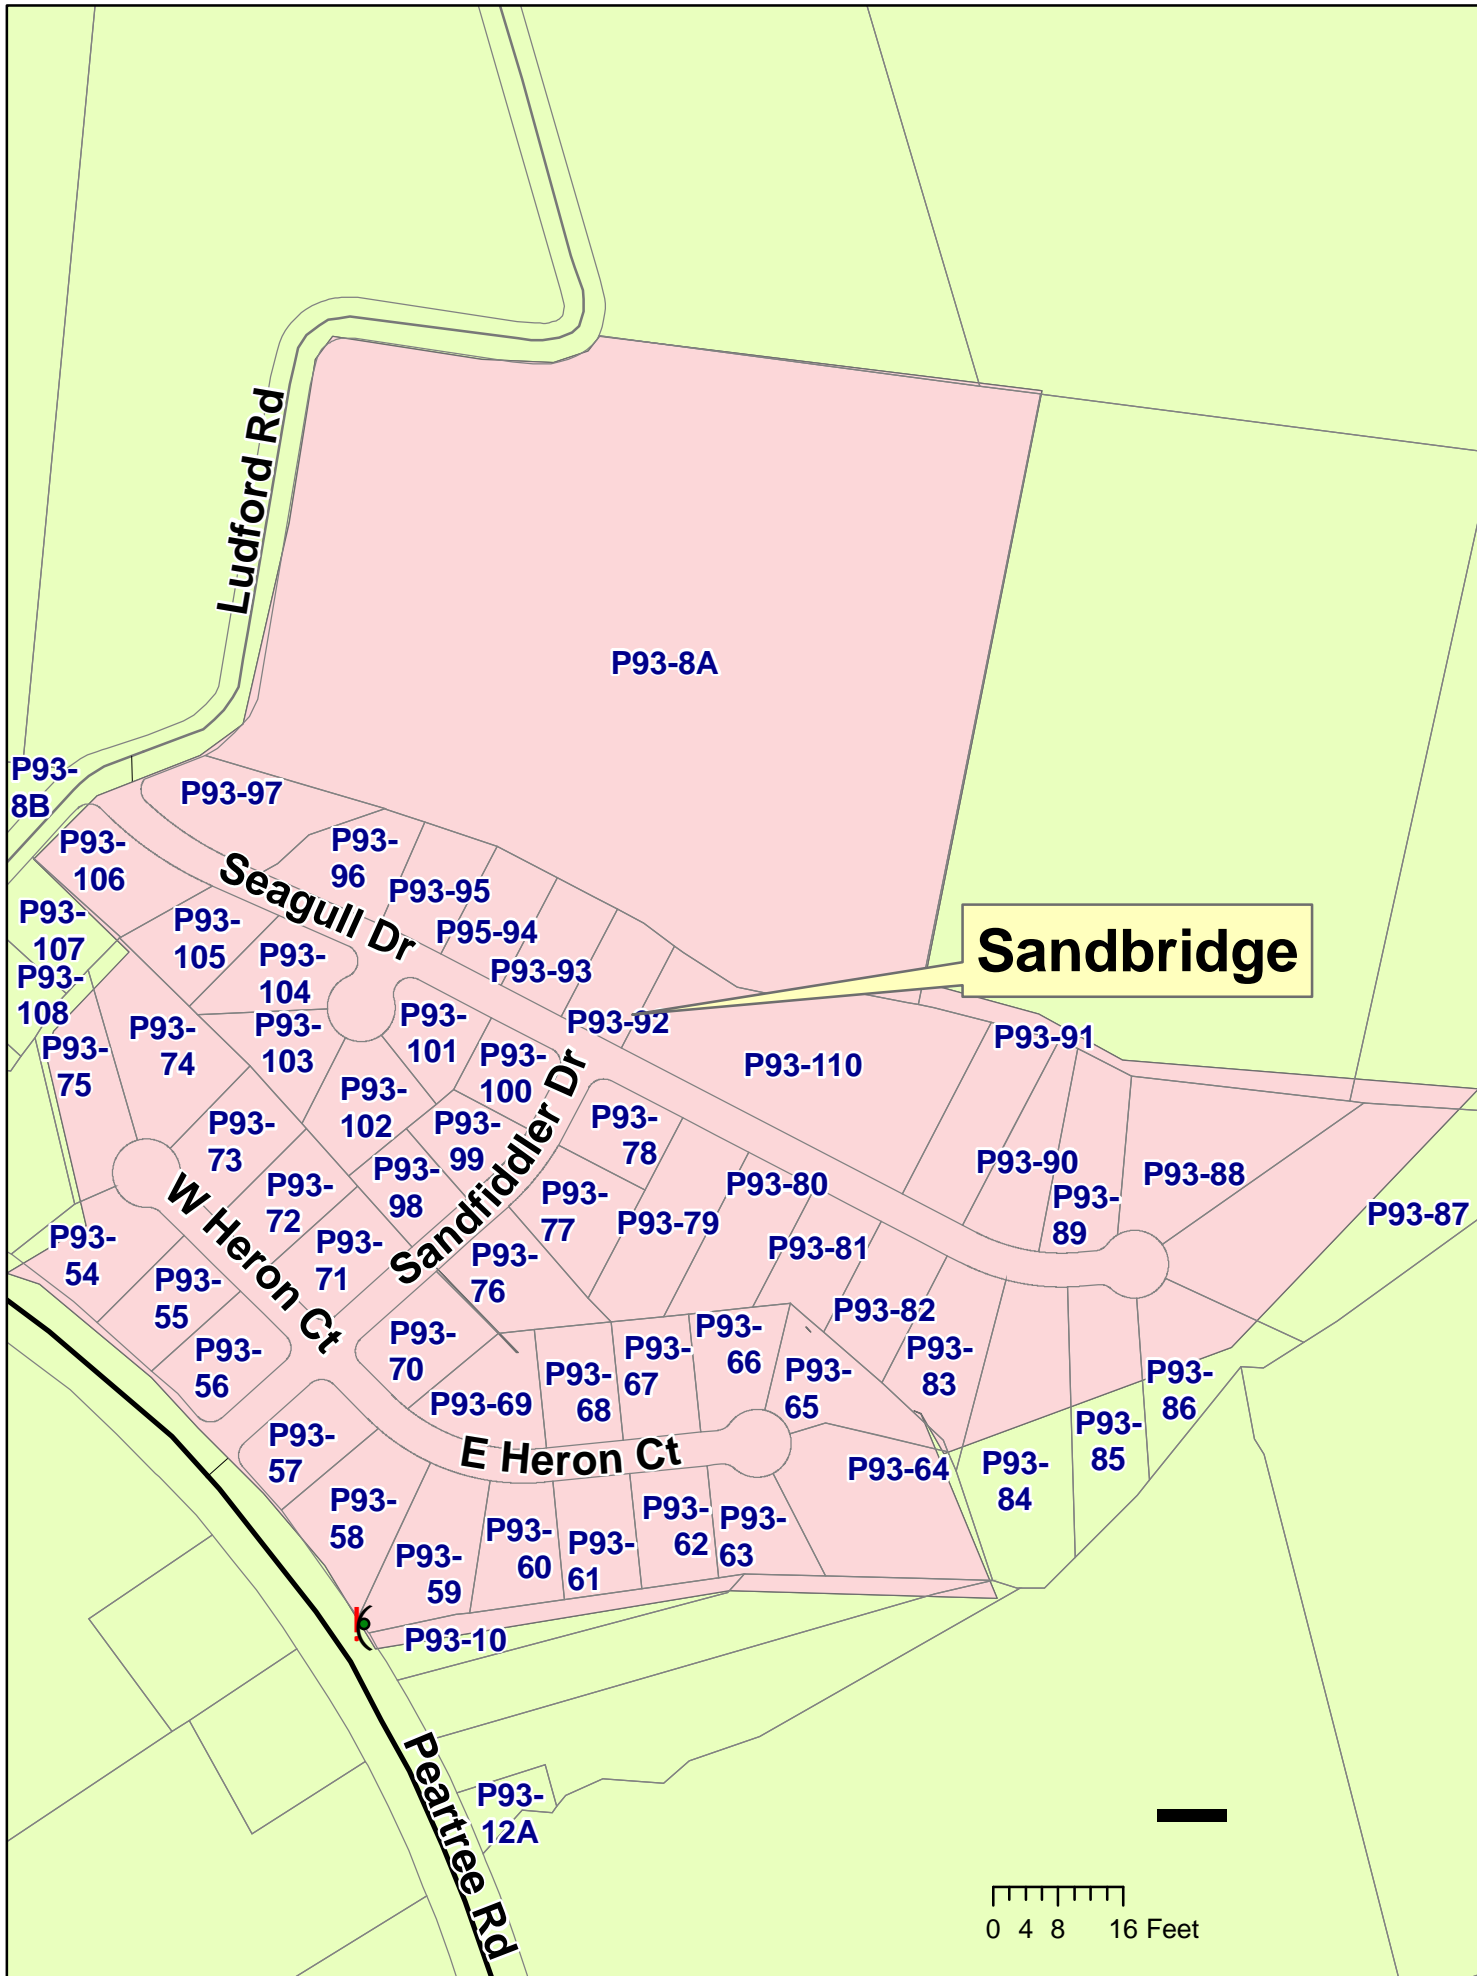 Ludford Rd
P93-8A
P93-
8B
P93-97
P93-
106
P93-
96
Seagull Dr
P93-95
P93-
107
P93-
105
P95-94
Sandbridge
P93-
108
P93-
104
P93-93
P93-
103
P93-
101
P93-92
P93-91
P93-
74
P93-
75
P93-
100
P93-110
P93-
102
Sandfiddler Dr
P93-
78
P93-
73
P93-
99
P93-90
P93-88
P93-
72
P93-
98
P93-
77
P93-80
P93-
89
P93-87
P93-79
W Heron Ct
P93-
54
P93-
71
P93-
76
P93-81
P93-
55
P93-82
P93-
56
P93-
70
P93-
67
P93-
66
P93-
83
P93-69
P93-
68
P93-
65
P93-
86
P93-
57
E Heron Ct
P93-64
P93-
85
P93-
84
P93-
58
P93-
59
P93-
60
P93-
61
P93-
62
P93-
63
P93-10
Peartree Rd
P93-
12A
0 4 8 16 Feet